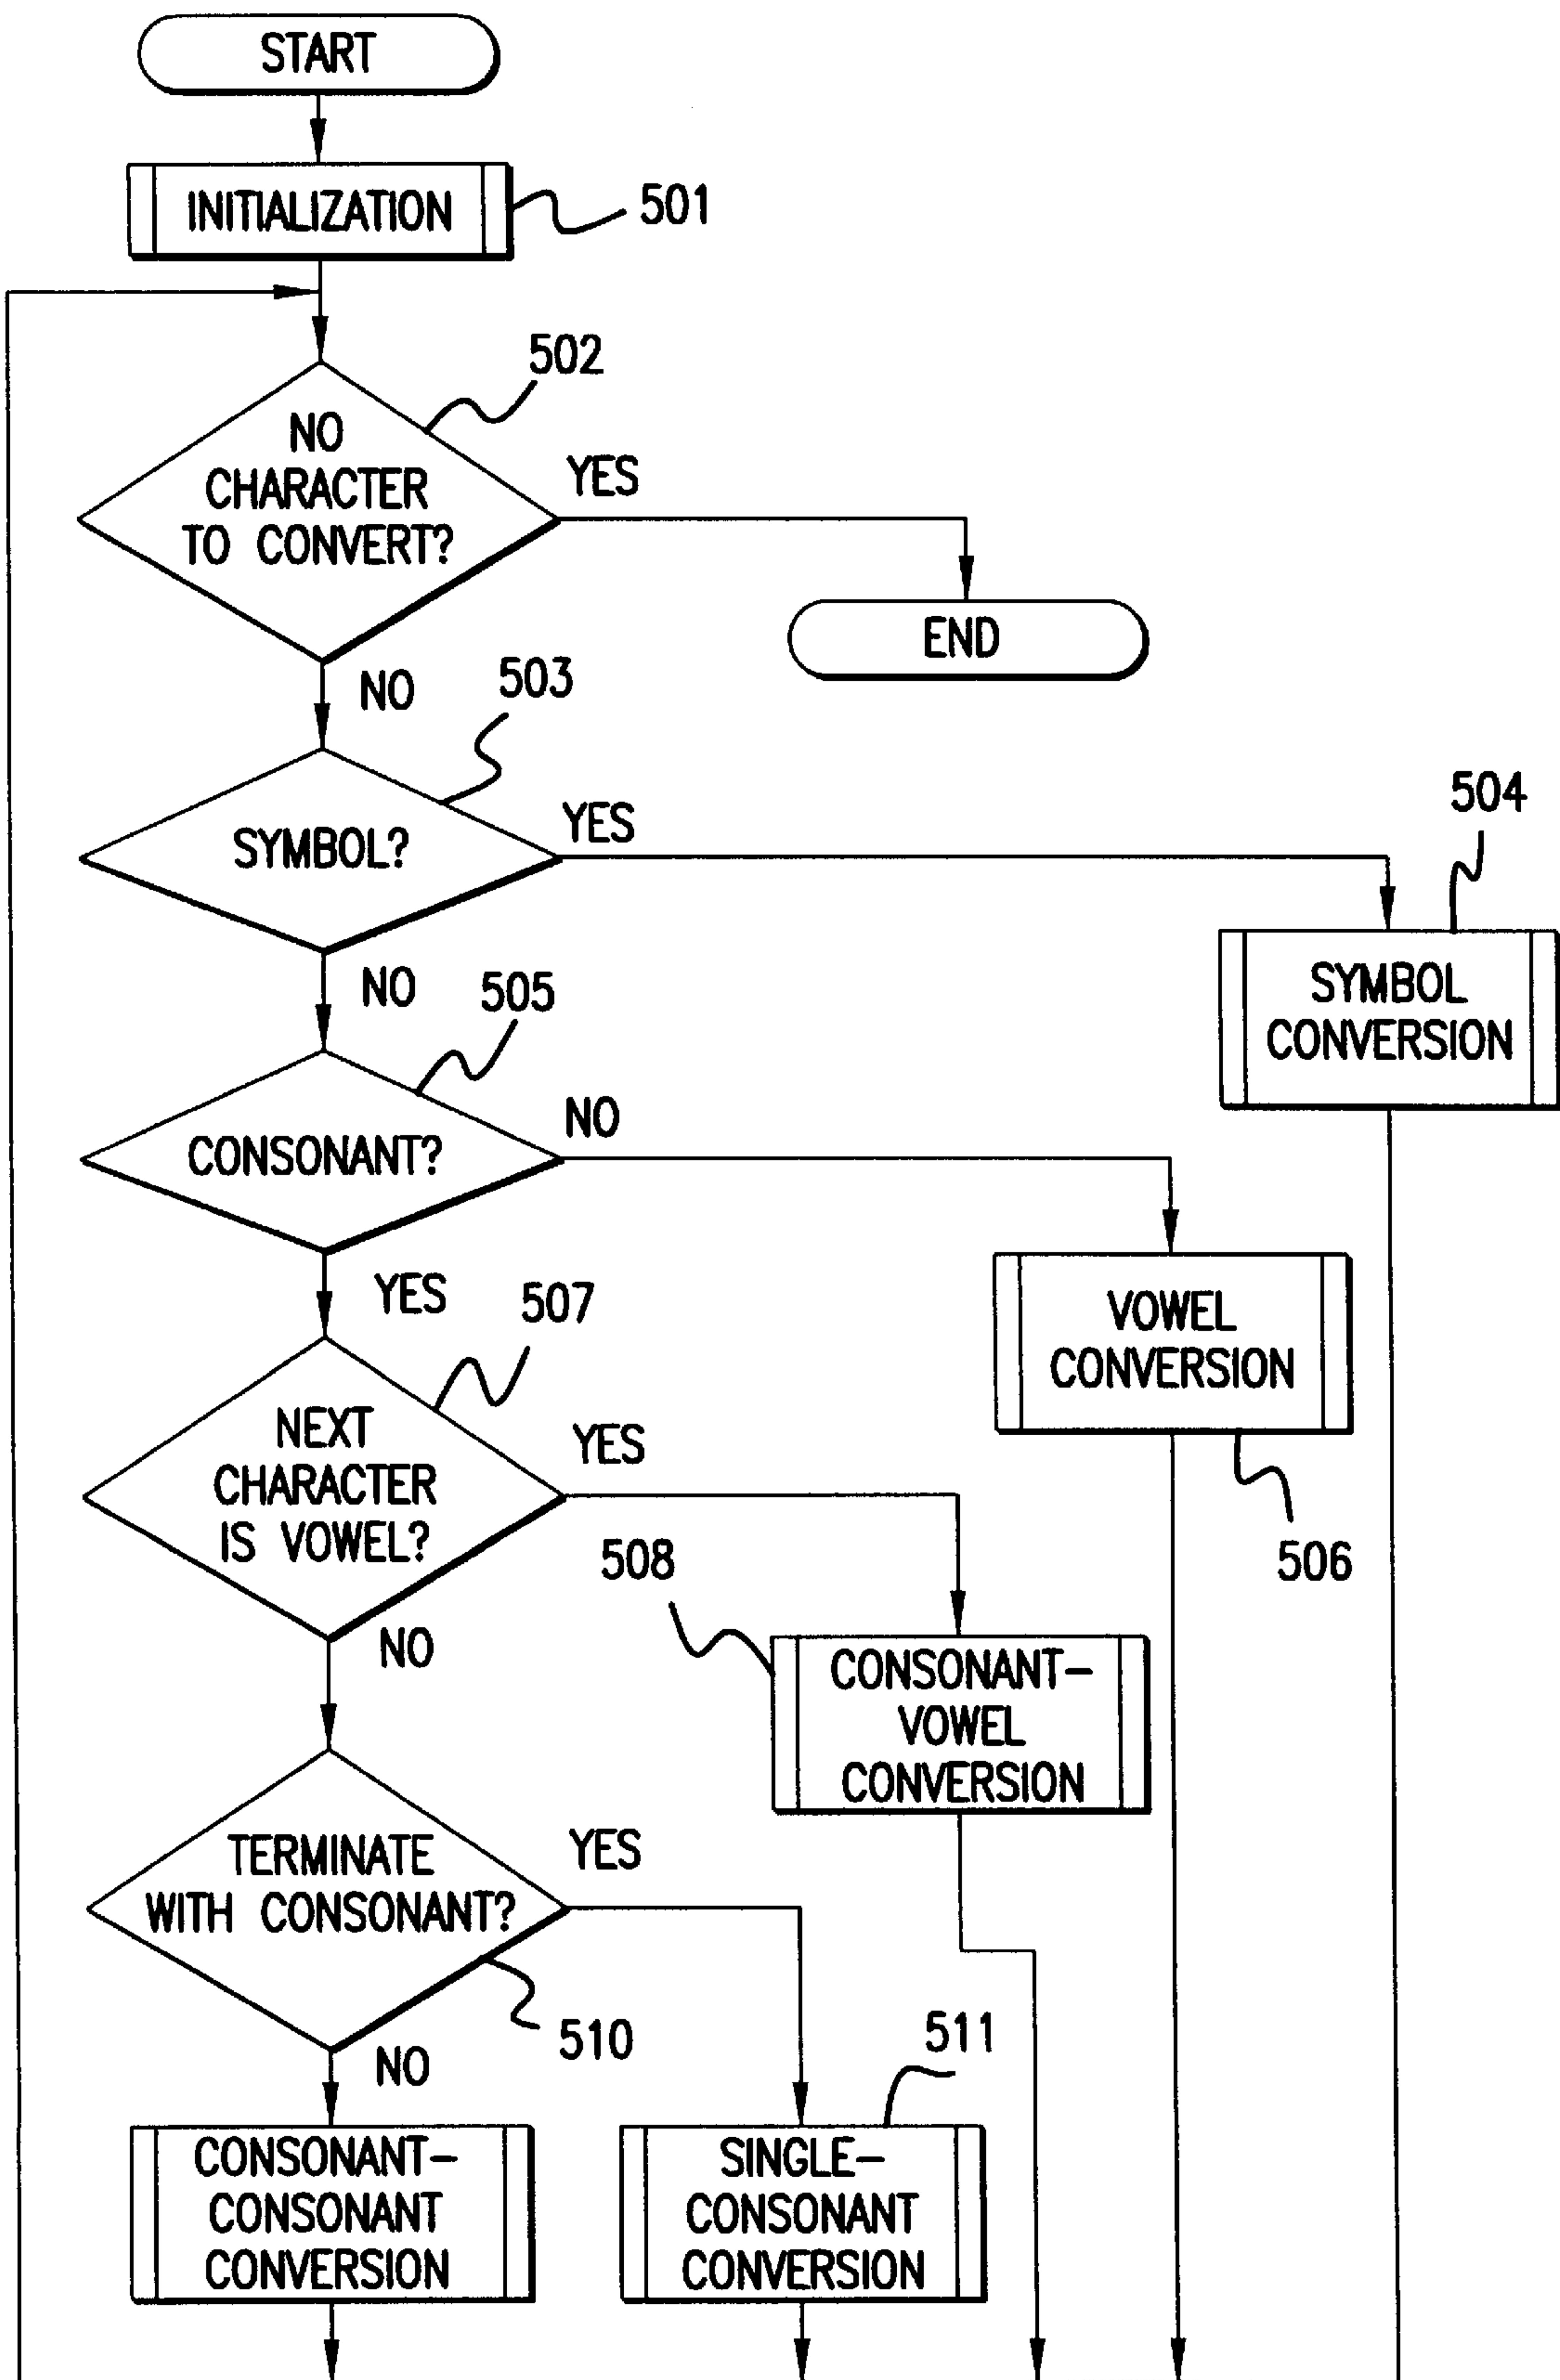 START
INITIALIZATION
501
502
NO
CHARACTER
TO CONVERT?
YES
END
NO
503
SYMBOL?
YES
504
SYMBOL
CONVERSION
NO
505
CONSONANT?
NO
VOWEL
CONVERSION
506
YES
507
NEXT
CHARACTER
IS VOWEL?
YES
508
CONSONANT-
VOWEL
CONVERSION
NO
TERMINATE
WITH CONSONANT?
YES
510
511
NO
CONSONANT-
CONSONANT
CONVERSION
SINGLE-
CONSONANT
CONVERSION